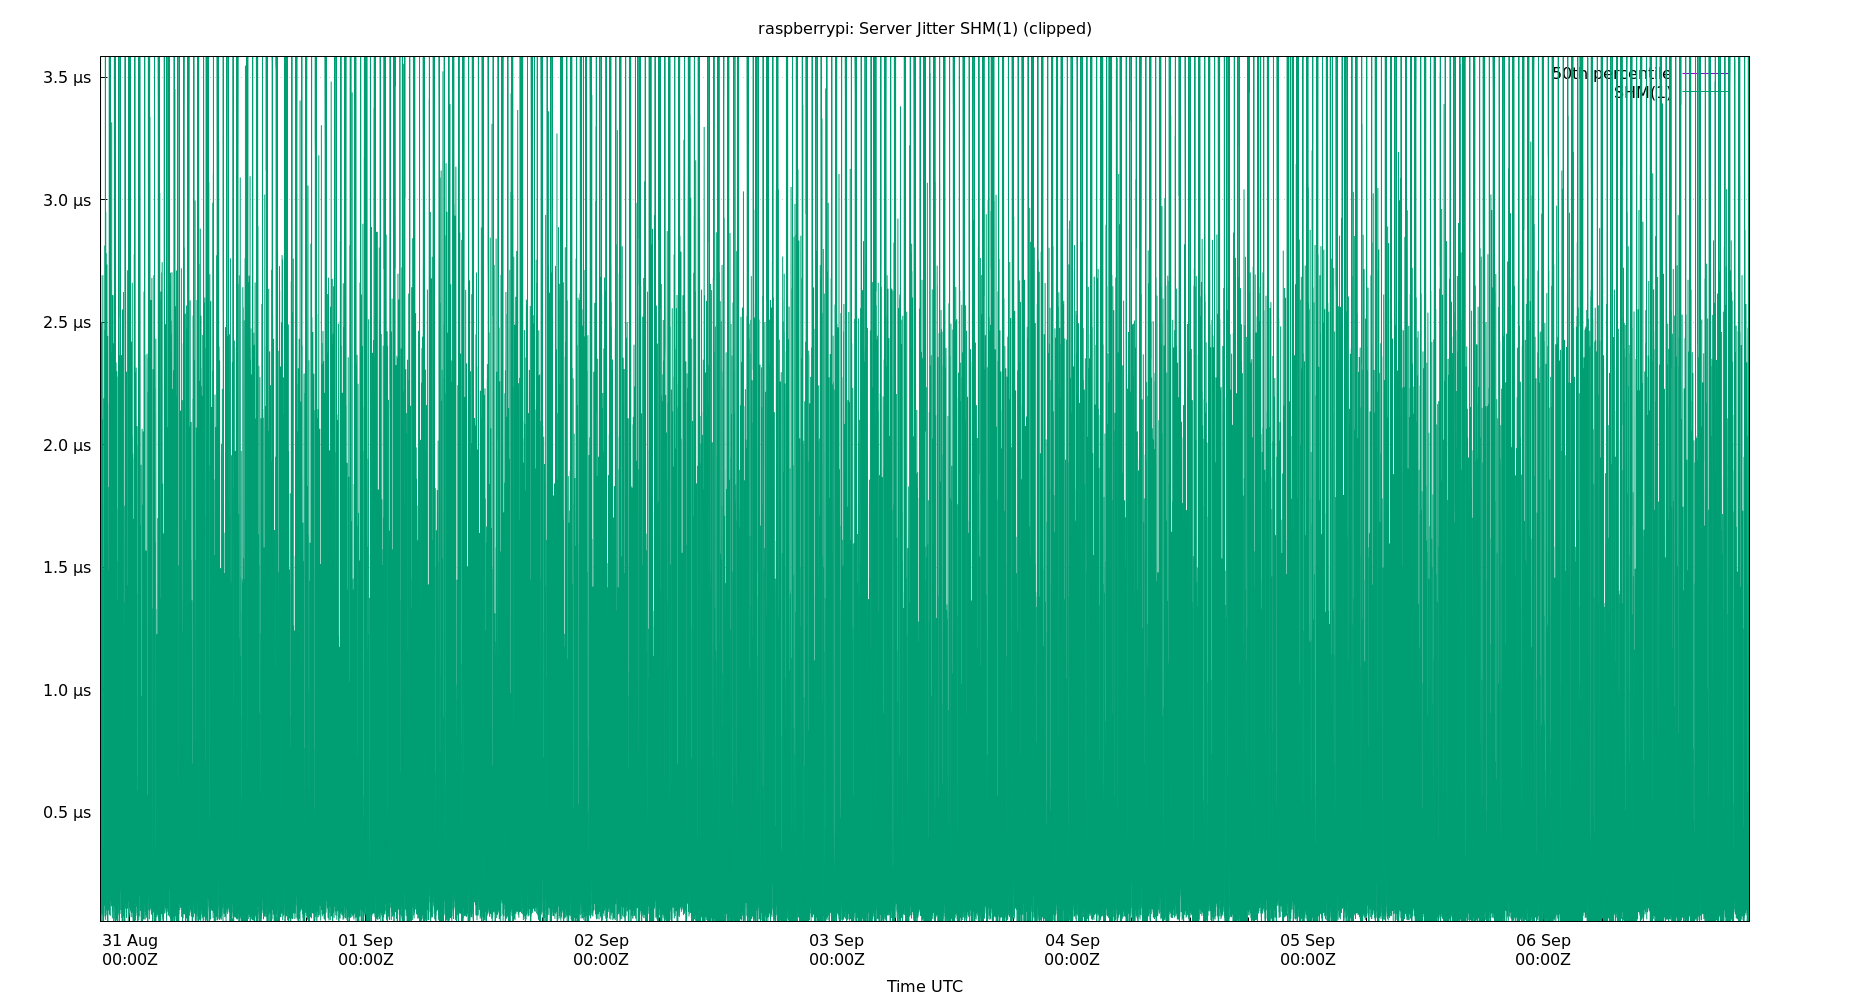 raspberrypi: Server Jitter SHM(1) (clipped)
3.5 µs
3.0 µs
2.5 µs
2.0 µs
1.5 µs
1.0 µs
0.5 µs
50th percentile
SHM(1)
31 Aug 01 Sep 02 Sep 03 Sep 04 Sep 05 Sep 06 Sep
00:00Z 00:00Z 00:00Z 00:00Z 00:00Z 00:00Z 00:00Z
Time UTC